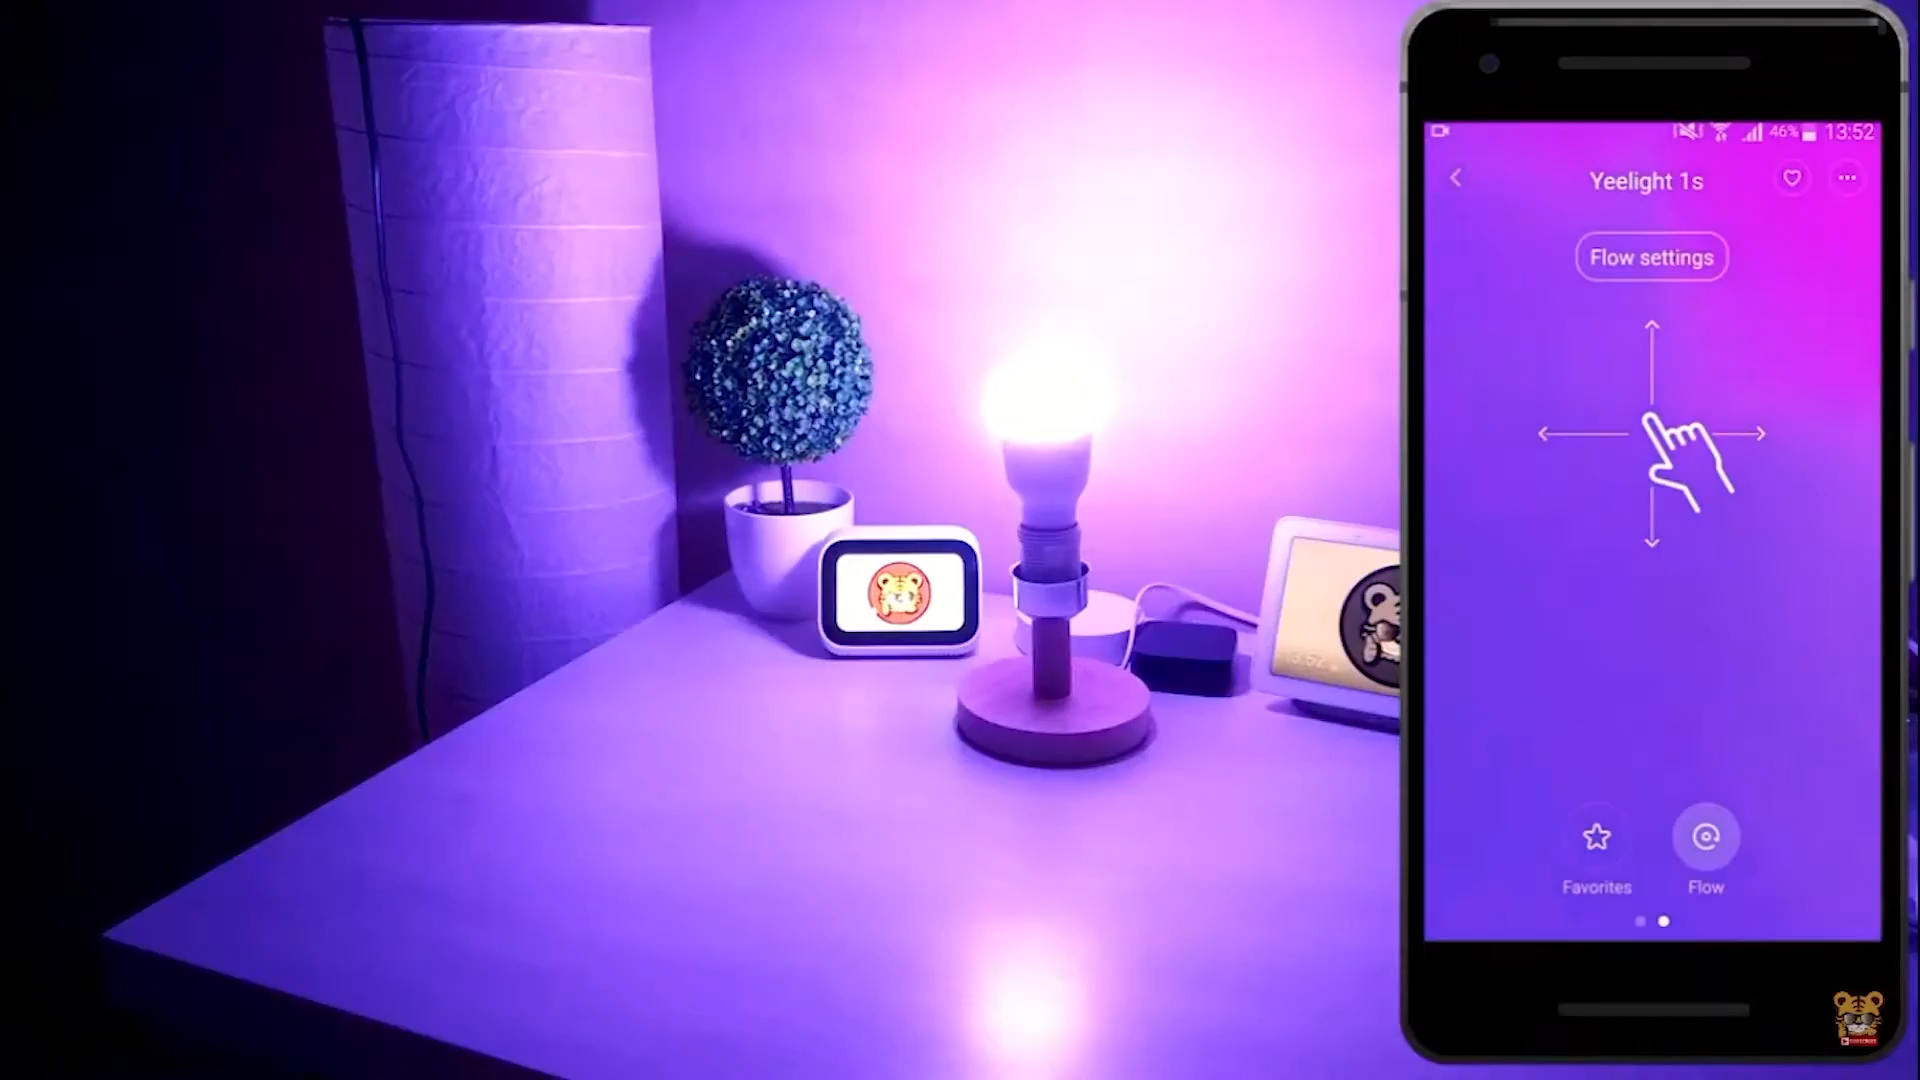 46% 13:52
Yeelight 1s
Flow settings
Favorites
Flow